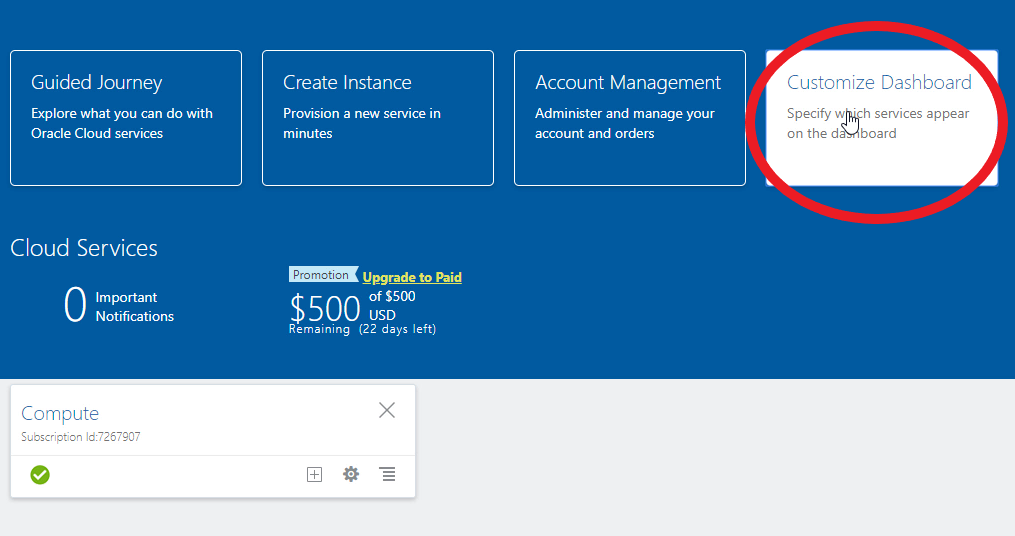 Guided Journey
Explore what you can do with
Oracle Cloud services
Create Instance
Provision a new service in
minutes
Account Management
Administer and manage your
account and orders
Customize Dashboard
Specify which services appear
on the dashboard
Cloud Services
0 Important
Notifications
Promotion Upgrade to Paid
$500 of $500
USD
Remaining (22 days left)
Compute
Subscription Id:7267907